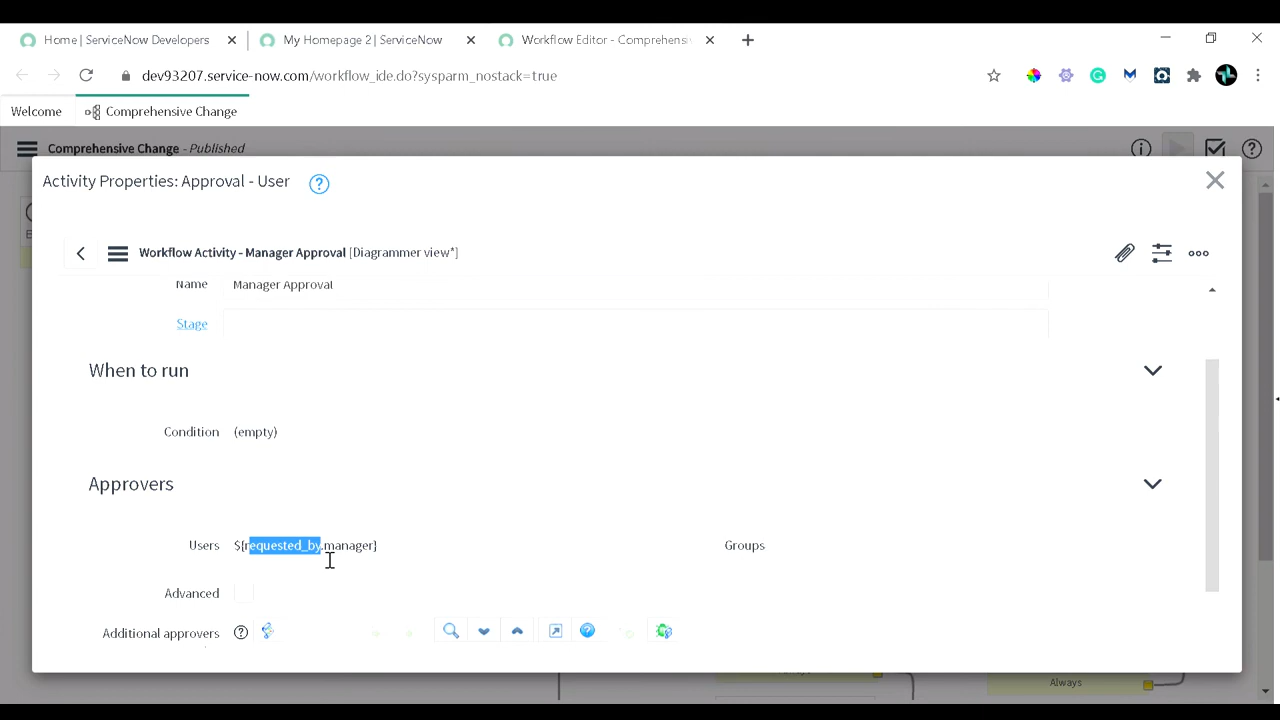 Home | ServiceNow Developers
My Homepage 2 | ServiceNow
Workflow Editor - Comprehens
dev93207.service-now.com/workflow_ide.do?sysparm_nostack=true
Welcome
Comprehensive Change
Comprehensive Change - Published
Activity Properties: Approval - User
Workflow Activity - Manager Approval [Diagrammer view*]
Name Manager Approval
Stage
When to run
Condition (empty)
Approvers
Users ${requested_by.manager}
Groups
Advanced
Additional approvers
Always